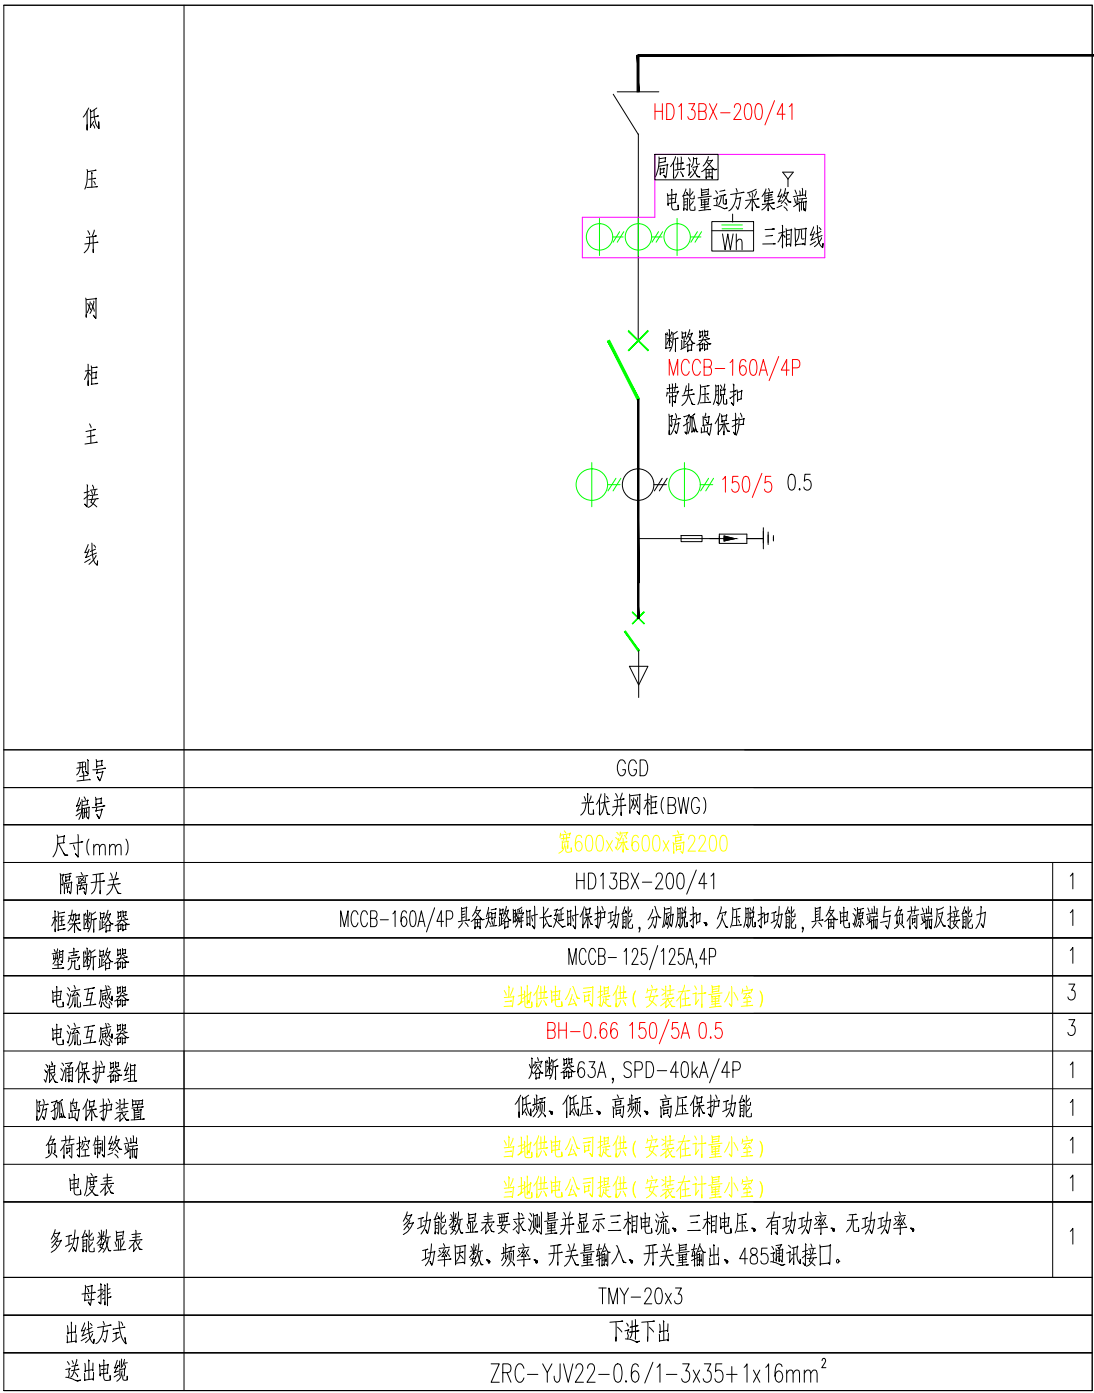 低压并网柜主接线
HD13BX-200/41
局供设备
电能量远方采集终端
Wh 三相四线
断路器
MCCB-160A/4P
带失压脱扣
防孤岛保护
150/5 0.5
型号 GGD
编号 光伏并网柜(BWG)
尺寸(mm) 宽600x深600x高2200
隔离开关 HD13BX-200/41 1
框架断路器 MCCB-160A/4P具备短路瞬时长延时保护功能,分励脱扣、欠压脱扣功能,具备电源端与负荷端反接能力 1
塑壳断路器 MCCB-125/125A,4P 1
电流互感器 当地供电公司提供(安装在计量小室) 3
电流互感器 BH-0.66 150/5A 0.5 3
浪涌保护器组 熔断器63A, SPD-40kA/4P 1
防孤岛保护装置 低频、低压、高频、高压保护功能 1
负荷控制终端 当地供电公司提供(安装在计量小室) 1
电度表 当地供电公司提供(安装在计量小室) 1
多功能数显表 多功能数显表要求测量并显示三相电流、三相电压、有功功率、无功功率、
功率因数、频率、开关量输入、开关量输出、485通讯接口。 1
母排 TMY-20x3
出线方式 下进下出
送出电缆 ZRC-YJV22-0.6/1-3x35+1x16mm²